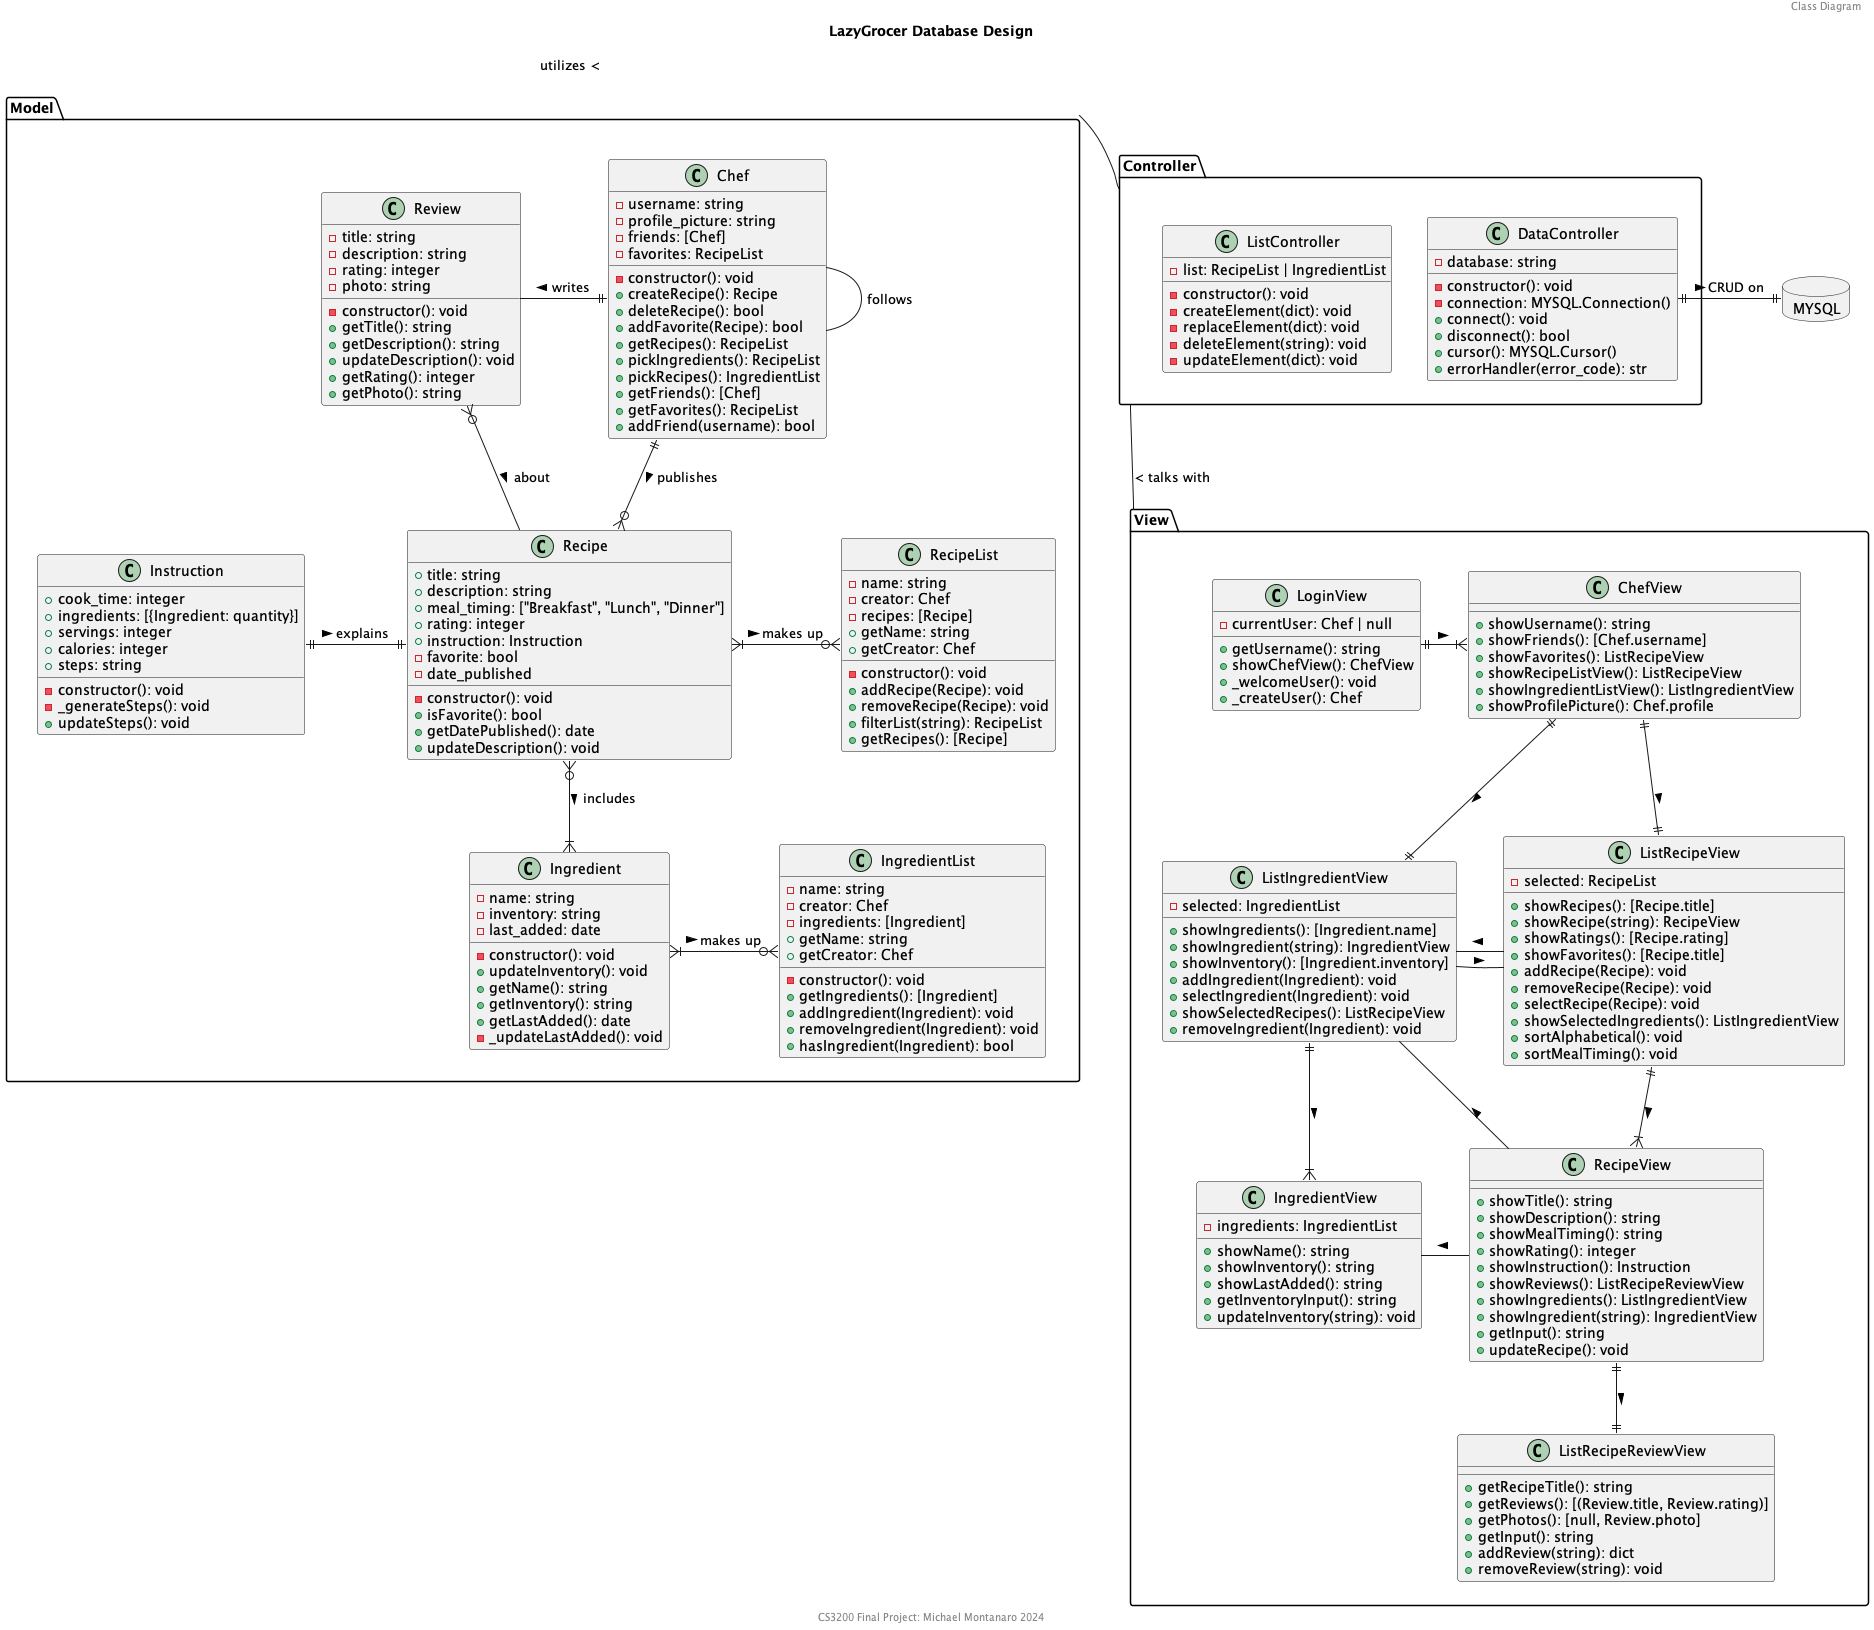 Class Diagram
LazyGrocer Database Design
utilizes <
Model
Review
title: string
description: string
rating: integer
photo: string
constructor(): void
getTitle(): string
getDescription(): string
updateDescription(): void
getRating(): integer
getPhoto(): string
writes
Chef
username: string
profile_picture: string
friends: [Chef]
favorites: RecipeList
constructor(): void
createRecipe(): Recipe
deleteRecipe(): bool
addFavorite(Recipe): bool
getRecipes(): RecipeList
pickIngredients(): RecipeList
pickRecipes(): IngredientList
getFriends(): [Chef]
getFavorites(): RecipeList
addFriend(username): bool
follows
about
publishes
Instruction
cook_time: integer
ingredients: [{Ingredient: quantity}]
servings: integer
calories: integer
steps: string
constructor(): void
_generateSteps(): void
updateSteps(): void
explains
Recipe
title: string
description: string
meal_timing: ["Breakfast", "Lunch", "Dinner"]
rating: integer
instruction: Instruction
favorite: bool
date_published
constructor(): void
isFavorite(): bool
getDatePublished(): date
updateDescription(): void
makes up
RecipeList
name: string
creator: Chef
recipes: [Recipe]
getName: string
getCreator: Chef
constructor(): void
addRecipe(Recipe): void
removeRecipe(Recipe): void
filterList(string): RecipeList
getRecipes(): [Recipe]
includes
Ingredient
name: string
inventory: string
last_added: date
constructor(): void
updateInventory(): void
getName(): string
getInventory(): string
getLastAdded(): date
_updateLastAdded(): void
makes up
IngredientList
name: string
creator: Chef
ingredients: [Ingredient]
getName: string
getCreator: Chef
constructor(): void
getIngredients(): [Ingredient]
addIngredient(Ingredient): void
removeIngredient(Ingredient): void
hasIngredient(Ingredient): bool
Controller
ListController
list: RecipeList | IngredientList
constructor(): void
createElement(dict): void
replaceElement(dict): void
deleteElement(string): void
updateElement(dict): void
DataController
database: string
constructor(): void
connection: MYSQL.Connection()
connect(): void
disconnect(): bool
cursor(): MYSQL.Cursor()
errorHandler(error_code): str
CRUD on
MYSQL
< talks with
View
LoginView
currentUser: Chef | null
getUsername(): string
showChefView(): ChefView
_welcomeUser(): void
_createUser(): Chef
ChefView
showUsername(): string
showFriends(): [Chef.username]
showFavorites(): ListRecipeView
showRecipeListView(): ListRecipeView
showIngredientListView(): ListIngredientView
showProfilePicture(): Chef.profile
ListIngredientView
selected: IngredientList
showIngredients(): [Ingredient.name]
showIngredient(string): IngredientView
showInventory(): [Ingredient.inventory]
addIngredient(Ingredient): void
selectIngredient(Ingredient): void
showSelectedRecipes(): ListRecipeView
removeIngredient(Ingredient): void
ListRecipeView
selected: RecipeList
showRecipes(): [Recipe.title]
showRecipe(string): RecipeView
showRatings(): [Recipe.rating]
showFavorites(): [Recipe.title]
addRecipe(Recipe): void
removeRecipe(Recipe): void
selectRecipe(Recipe): void
showSelectedIngredients(): ListIngredientView
sortAlphabetical(): void
sortMealTiming(): void
IngredientView
ingredients: IngredientList
showName(): string
showInventory(): string
showLastAdded(): string
getInventoryInput(): string
updateInventory(string): void
RecipeView
showTitle(): string
showDescription(): string
showMealTiming(): string
showRating(): integer
showInstruction(): Instruction
showReviews(): ListRecipeReviewView
showIngredients(): ListIngredientView
showIngredient(string): IngredientView
getInput(): string
updateRecipe(): void
ListRecipeReviewView
getRecipeTitle(): string
getReviews(): [(Review.title, Review.rating)]
getPhotos(): [null, Review.photo]
getInput(): string
addReview(string): dict
removeReview(string): void
CS3200 Final Project: Michael Montanaro 2024